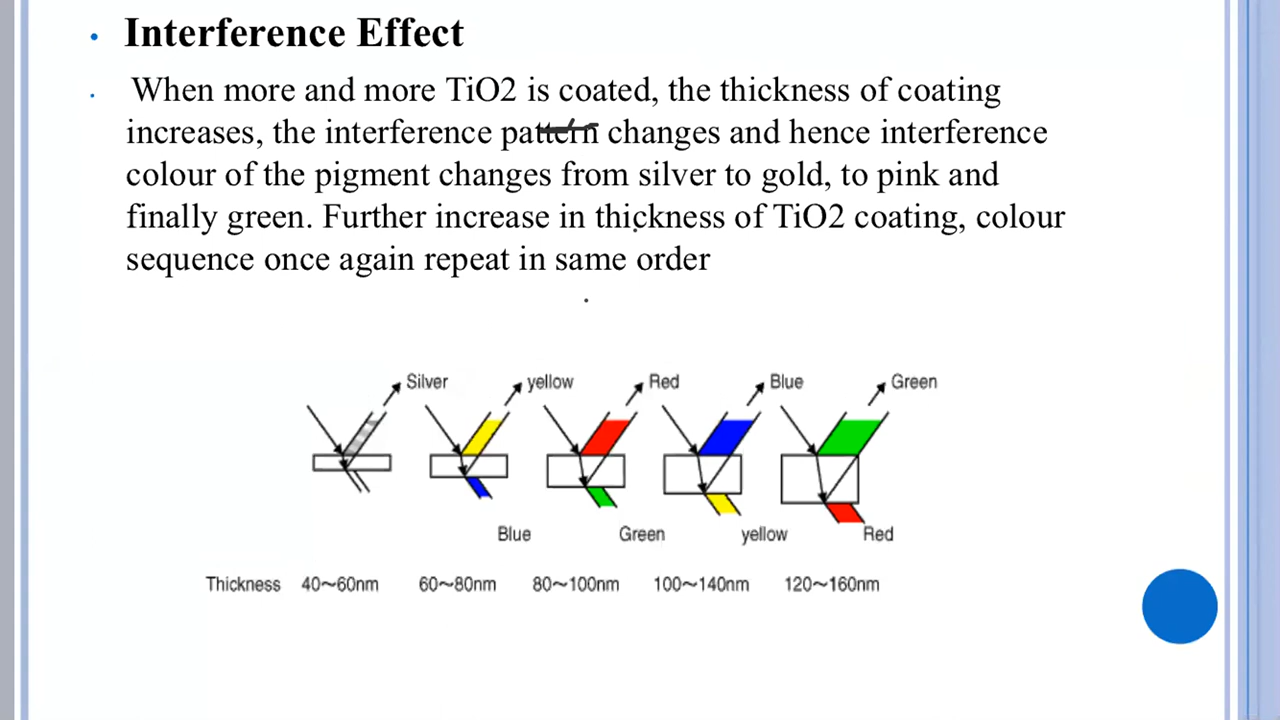 Interference Effect
When more and more TiO2 is coated, the thickness of coating
increases, the interference pattern changes and hence interference
colour of the pigment changes from silver to gold, to pink and
finally green. Further increase in thickness of TiO2 coating, colour
sequence once again repeat in same order
Silver yellow Red Blue Green
Blue Green yellow Red
Thickness 40~60nm 60~80nm 80~100nm 100~140nm 120~160nm